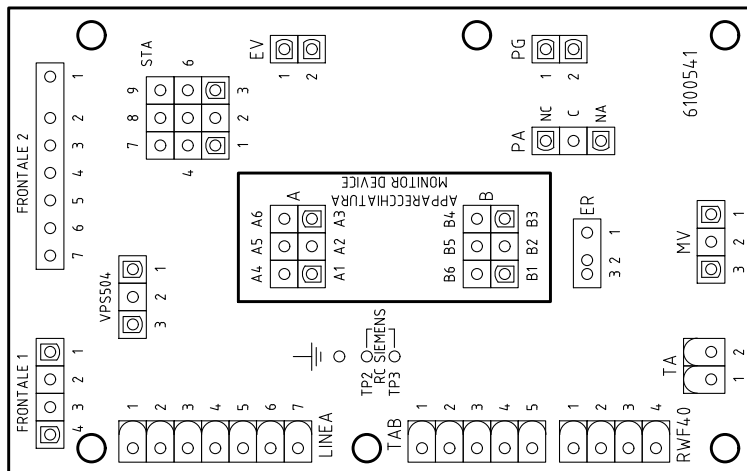 FRONTALE 2
1
2
3
4
5
6
7
STA
9
8
7
6
4
3
2
1
EV
1
2
PG
1
2
PA
NC
C
NA
6100541
APPARECCHIATURA
MONITOR DEVICE
A
A6
A5
A4
A3
A2
A1
B
B4
B5
B6
B3
B2
B1
ER
3 2 1
MV
3 2 1
VPS504
3 2 1
FRONTALE 1
4 3 2 1
TP2
RC SIEMENS
TP3
TA
1 2
LINEA
1 2 3 4 5 6 7
TAB
1 2 3 4 5
RWF40
1 2 3 4